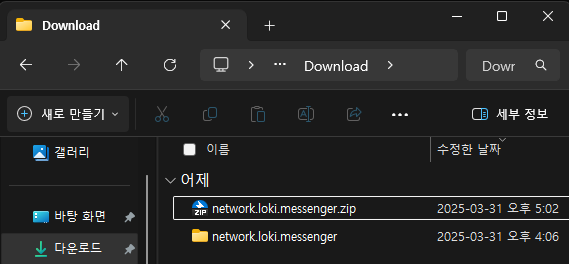 Download
Download
Dowr
새로 만들기
세부 정보
갤러리
이름
수정한 날짜
어제
ZIP
network.loki.messenger.zip
2025-03-31 오후 5:02
바탕 화면
network.loki.messenger
2025-03-31 오후 4:06
다운로드